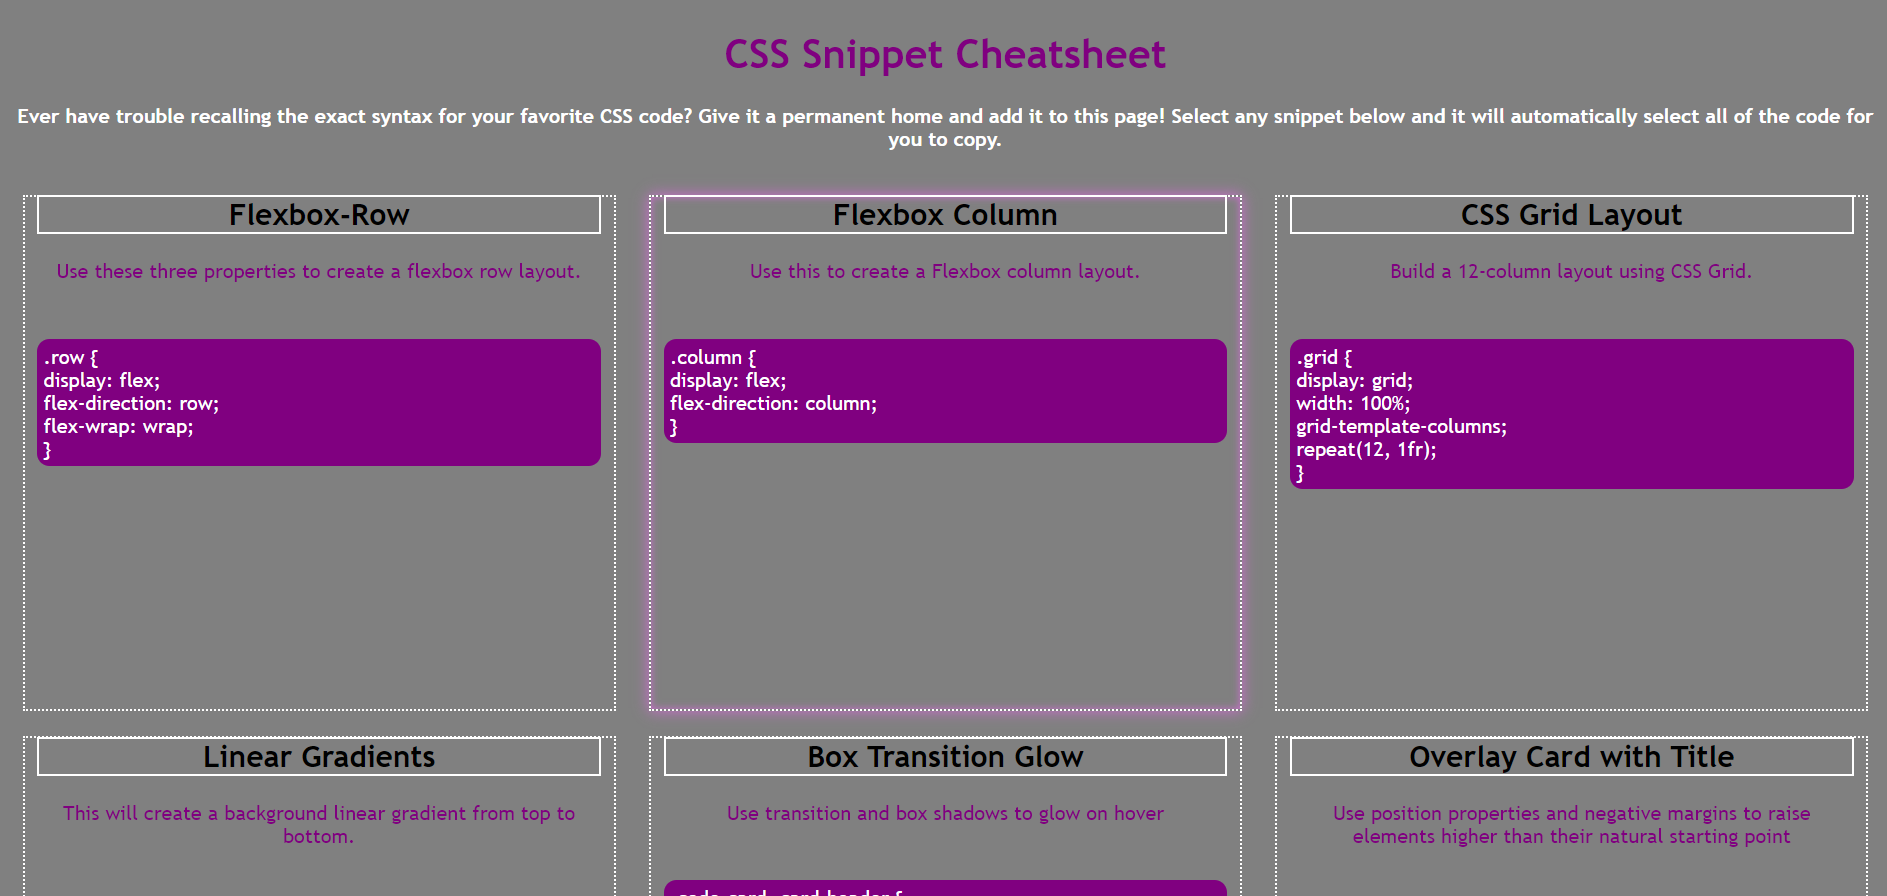 CSS Snippet Cheatsheet
Ever have trouble recalling the exact syntax for your favorite CSS code? Give it a permanent home and add it to this page! Select any snippet below and it will automatically select all of the code for
you to copy.
Flexbox-Row
Use these three properties to create a flexbox row layout.
.row {
display: flex;
flex-direction: row;
flex-wrap: wrap;
}
Flexbox Column
Use this to create a Flexbox column layout.
.column {
display: flex;
flex-direction: column;
}
CSS Grid Layout
Build a 12-column layout using CSS Grid.
.grid {
display: grid;
width: 100%;
grid-template-columns;
repeat(12, 1fr);
}
Linear Gradients
This will create a background linear gradient from top to
bottom.
Box Transition Glow
Use transition and box shadows to glow on hover
Overlay Card with Title
Use position properties and negative margins to raise
elements higher than their natural starting point